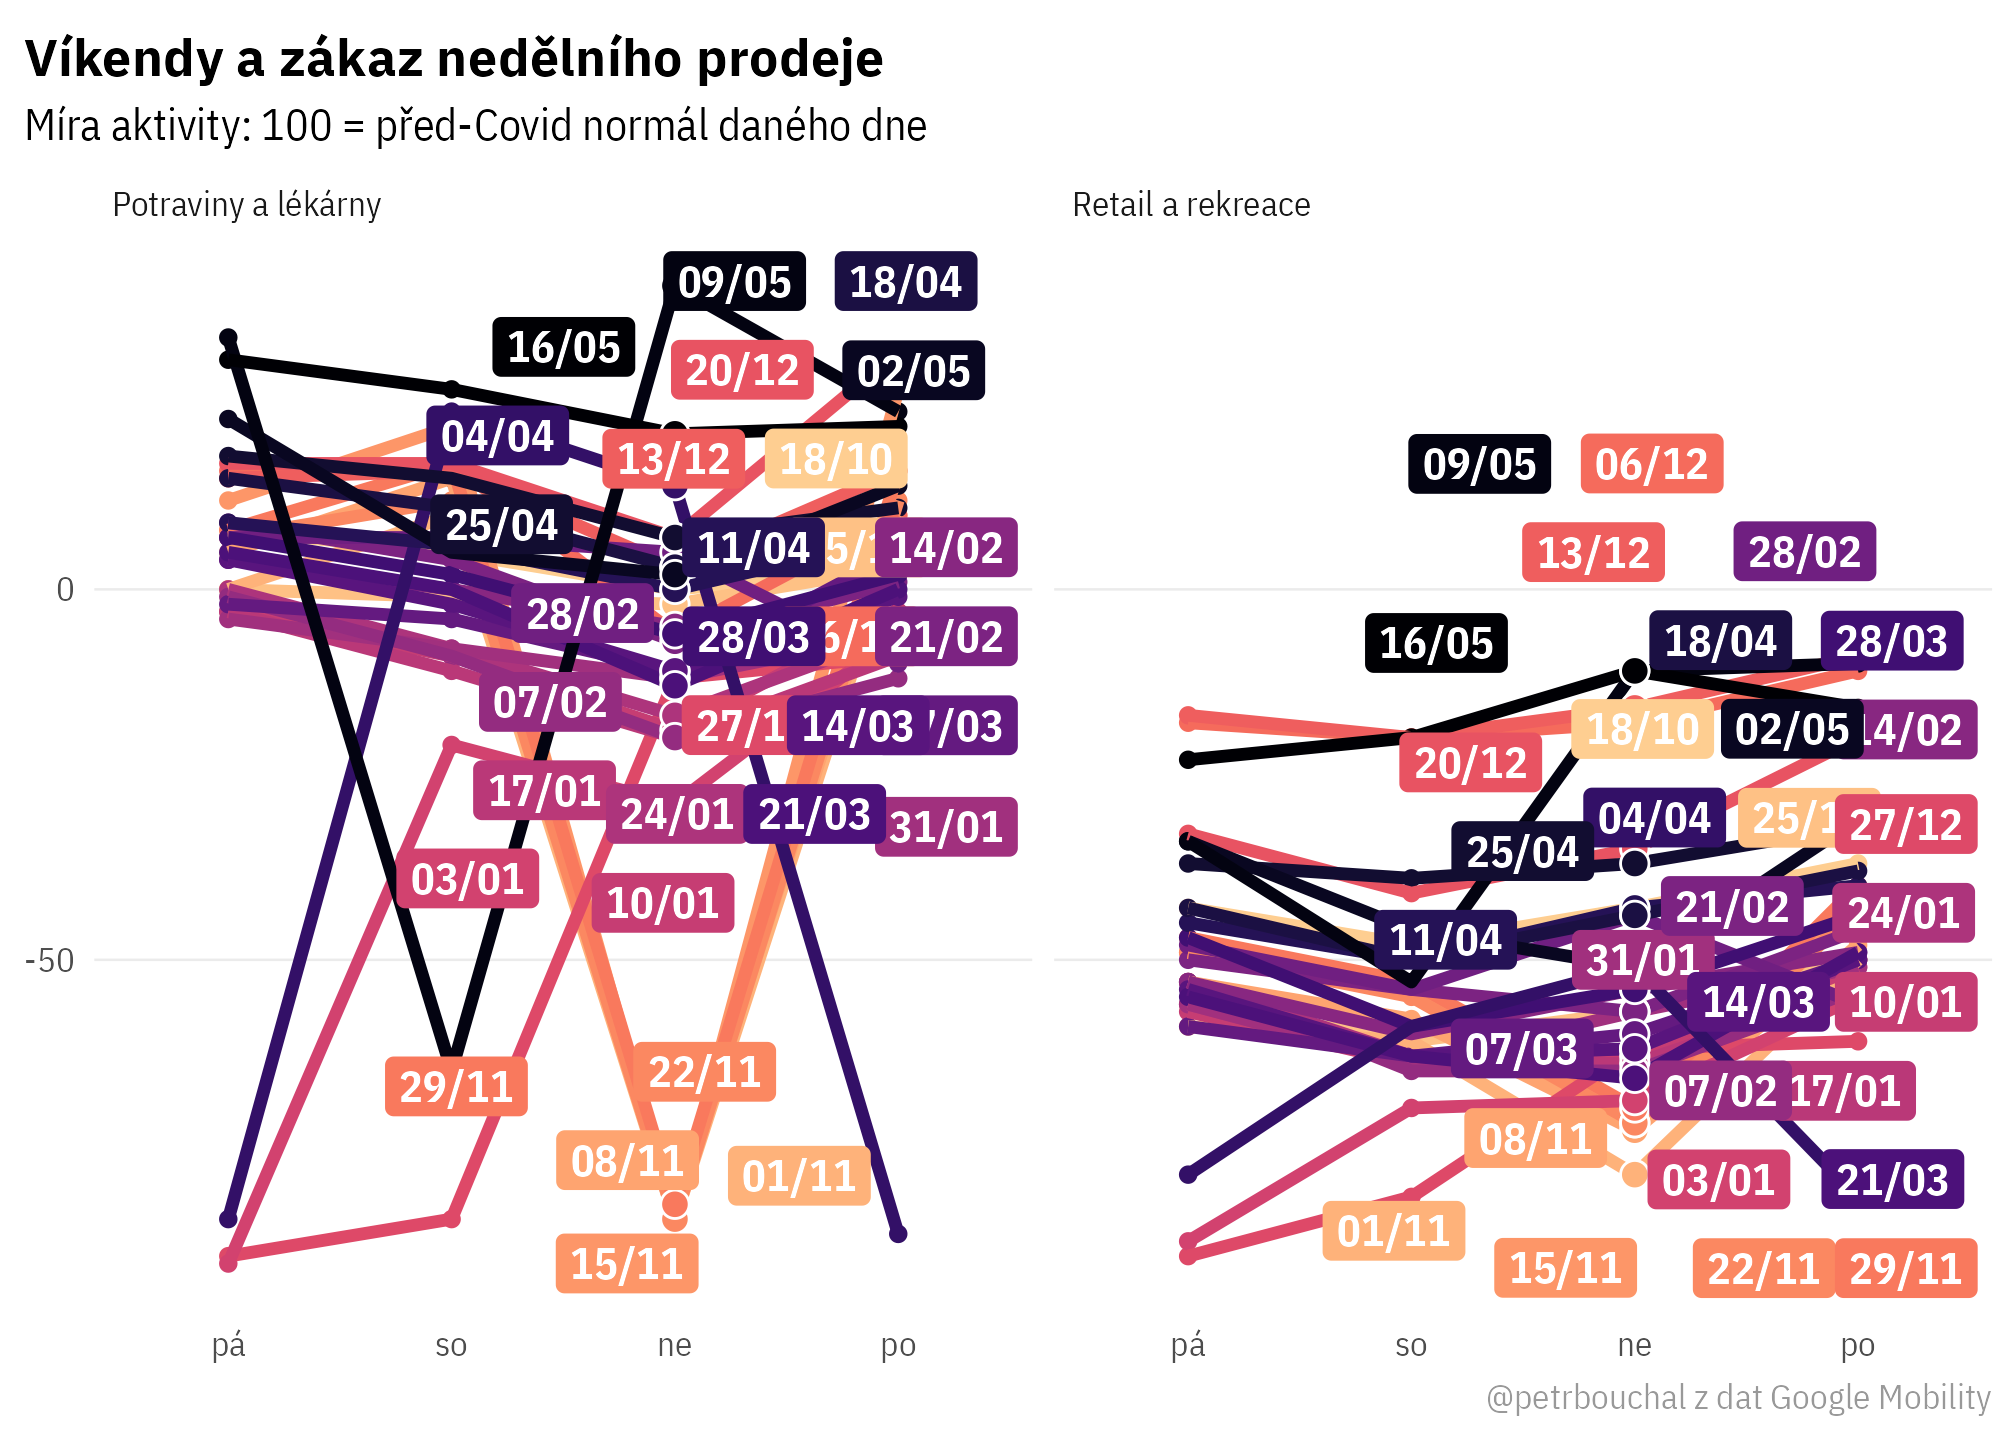 Víkendy a zákaz nedělního prodeje
Míra aktivity: 100 = před-Covid normál daného dne
Potraviny a lékárny
Retail a rekreace
09/05 18/04
16/05
20/12 02/05
04/04 13/12 18/10
25/04 11/04 14/02
28/02 28/03 21/02
07/02 27/1 14/03 /03
17/01 24/01 21/03 31/01
03/01 10/01
29/11 22/11
08/11 01/11
15/11
09/05 06/12
13/12 28/02
16/05 18/04 28/03
20/12 18/10 02/05 14/02
25/04 04/04 25/1 27/12
11/04 21/02 24/01
31/01 14/03 10/01
07/03 07/02 17/01
08/11 03/01 21/03
01/11 15/11 22/11 29/11
0
-50
pá so ne po
pá so ne po
@petrbouchal z dat Google Mobility